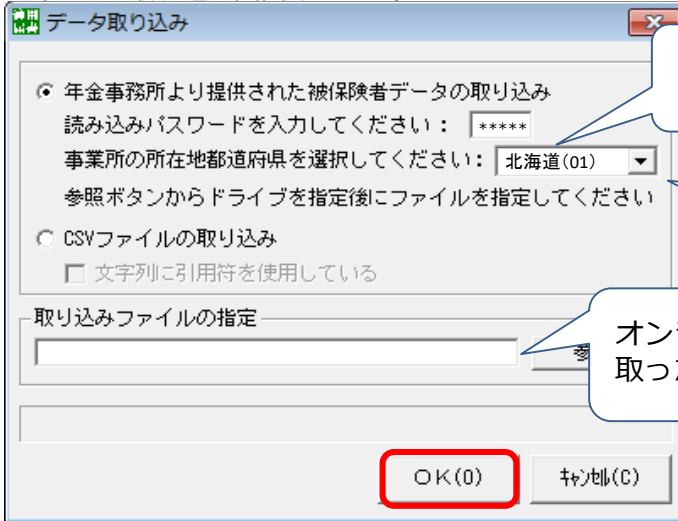 データ取り込み
年金事務所より提供された被保険者データの取り込み
読み込みパスワードを入力してください： *****
事業所の所在地都道府県を選択してください： 北海道(01)
参照ボタンからドライブを指定後にファイルを指定してください
CSVファイルの取り込み
文字列に引用符を使用している
取り込みファイルの指定
オン
取っ
OK(O)
ｷｬﾝｾﾙ(C)